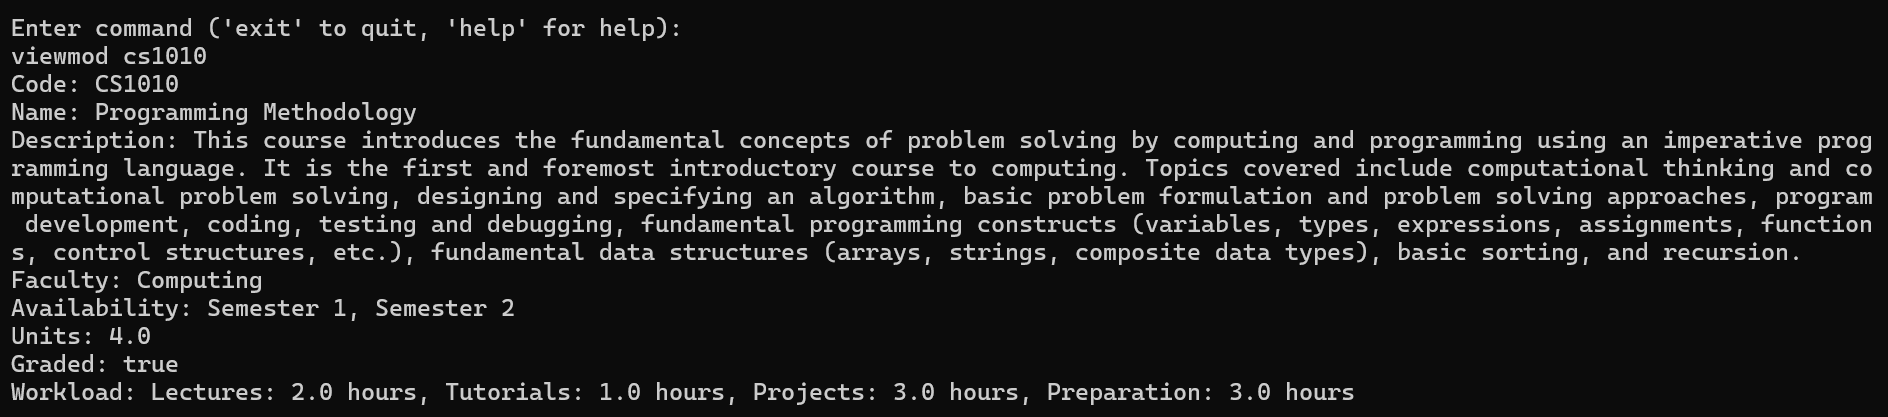 Enter command ('exit' to quit, 'help' for help):
viewmod cs1010
Code: CS1010
Name: Programming Methodology
Description: This course introduces the fundamental concepts of problem solving by computing and programming using an imperative prog
ramming language. It is the first and foremost introductory course to computing. Topics covered include computational thinking and co
mputational problem solving, designing and specifying an algorithm, basic problem formulation and problem solving approaches, program
 development, coding, testing and debugging, fundamental programming constructs (variables, types, expressions, assignments, function
s, control structures, etc.), fundamental data structures (arrays, strings, composite data types), basic sorting, and recursion.
Faculty: Computing
Availability: Semester 1, Semester 2
Units: 4.0
Graded: true
Workload: Lectures: 2.0 hours, Tutorials: 1.0 hours, Projects: 3.0 hours, Preparation: 3.0 hours